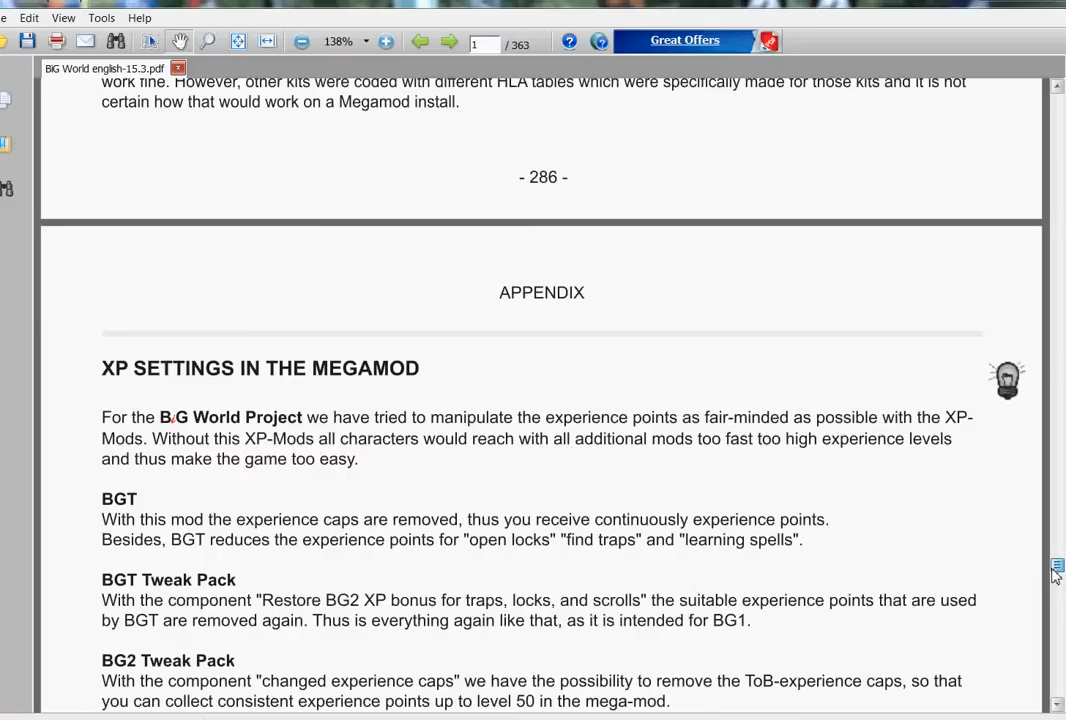 e Edit View Tools Help
138% 1 / 363 ? ? Great Offers
BiG World english-15.3.pdf x
work fine. However, other kits were coded with different HLA tables which were specifically made for those kits and it is not
certain how that would work on a Megamod install.
- 286 -
APPENDIX
XP SETTINGS IN THE MEGAMOD
For the BiG World Project we have tried to manipulate the experience points as fair-minded as possible with the XP-
Mods. Without this XP-Mods all characters would reach with all additional mods too fast too high experience levels
and thus make the game too easy.
BGT
With this mod the experience caps are removed, thus you receive continuously experience points.
Besides, BGT reduces the experience points for "open locks" "find traps" and "learning spells".
BGT Tweak Pack
With the component "Restore BG2 XP bonus for traps, locks, and scrolls" the suitable experience points that are used
by BGT are removed again. Thus is everything again like that, as it is intended for BG1.
BG2 Tweak Pack
With the component "changed experience caps" we have the possibility to remove the ToB-experience caps, so that
you can collect consistent experience points up to level 50 in the mega-mod.